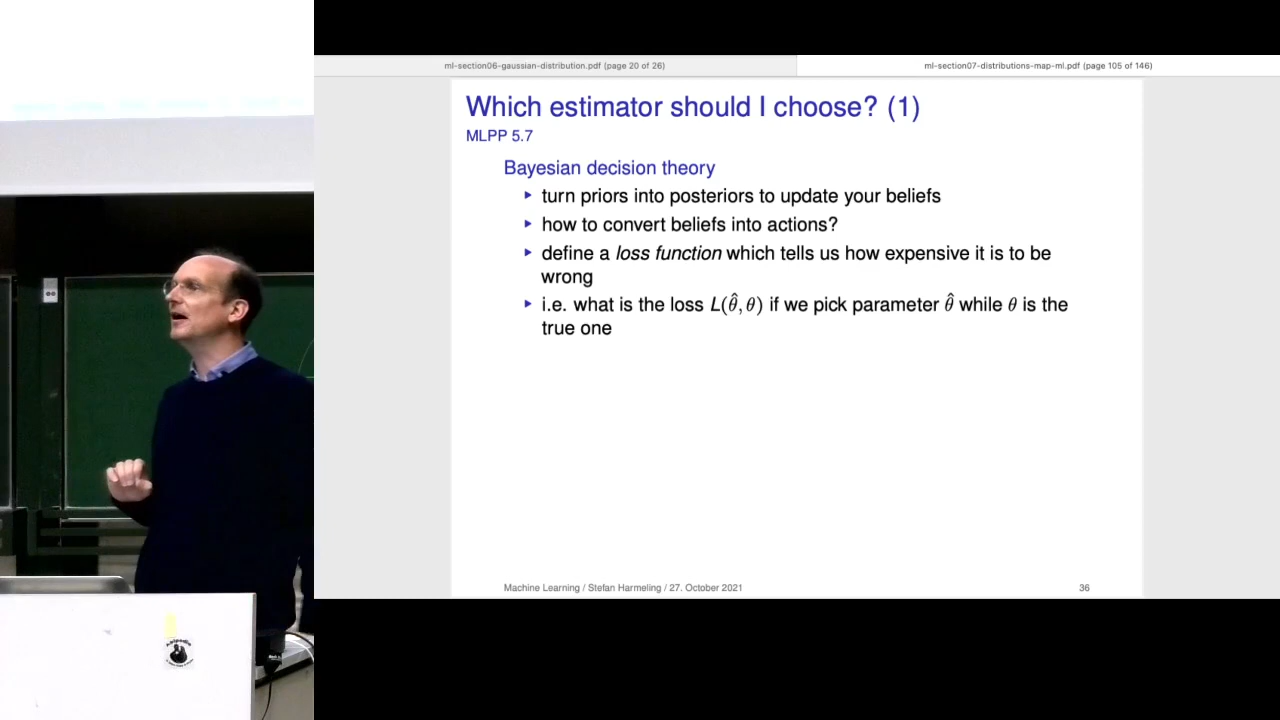 ml-section06-gaussian-distribution.pdf (page 20 of 26)
ml-section07-distributions-map-ml.pdf (page 105 of 146)
Which estimator should I choose? (1)
MLPP 5.7
Bayesian decision theory
▸ turn priors into posteriors to update your beliefs
▸ how to convert beliefs into actions?
▸ define a loss function which tells us how expensive it is to be
wrong
▸ i.e. what is the loss L(θ̂, θ) if we pick parameter θ̂ while θ is the
true one
Machine Learning / Stefan Harmeling / 27. October 2021
36